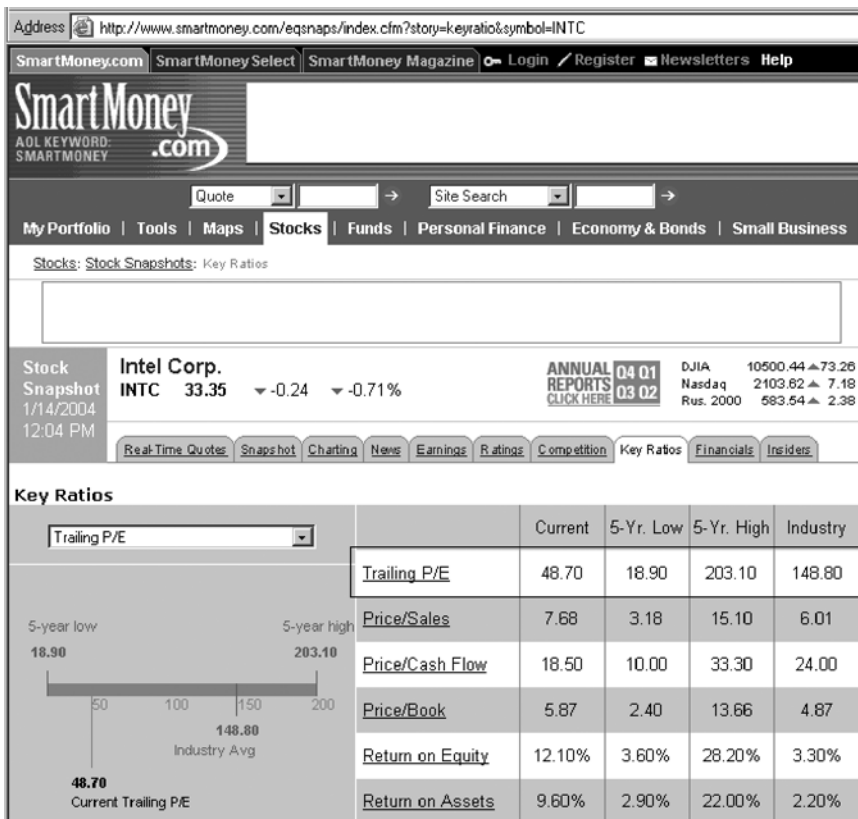 Address http://www.smartmoney.com/eqsnaps/index.cfm?story=keyratio&symbol=INTC
SmartMoney.com SmartMoneySelect SmartMoney Magazine Login Register Newsletters Help
SmartMoney
.com
AOL KEYWORD:
SMARTMONEY
Quote Site Search
My Portfolio | Tools | Maps | Stocks | Funds | Personal Finance | Economy & Bonds | Small Business
Stocks: Stock Snapshots: Key Ratios
Stock
Snapshot
1/14/2004
12:04 PM
Intel Corp.
INTC 33.35 -0.24 -0.71%
ANNUAL
REPORTS
CLICK HERE
Q4 Q1
Q3 Q2
DJIA 10500.44 73.26
Nasdaq 2103.62 7.18
Rus. 2000 583.54 2.38
Real-Time Quotes Snapshot Charting News Earnings Ratings Competition Key Ratios Financials Insiders
Key Ratios
Trailing P/E
5-year low 5-year high
18.90 203.10
50 100 150 200
148.80
Industry Avg
48.70
Current Trailing P/E
Current 5-Yr. Low 5-Yr. High Industry
Trailing P/E 48.70 18.90 203.10 148.80
Price/Sales 7.68 3.18 15.10 6.01
Price/Cash Flow 18.50 10.00 33.30 24.00
Price/Book 5.87 2.40 13.66 4.87
Return on Equity 12.10% 3.60% 28.20% 3.30%
Return on Assets 9.60% 2.90% 22.00% 2.20%